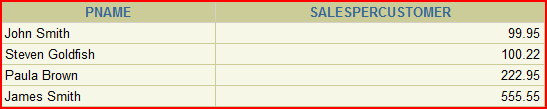 PNAME SALESPERCUSTOMER
John Smith 99.95
Steven Goldfish 100.22
Paula Brown 222.95
James Smith 555.55